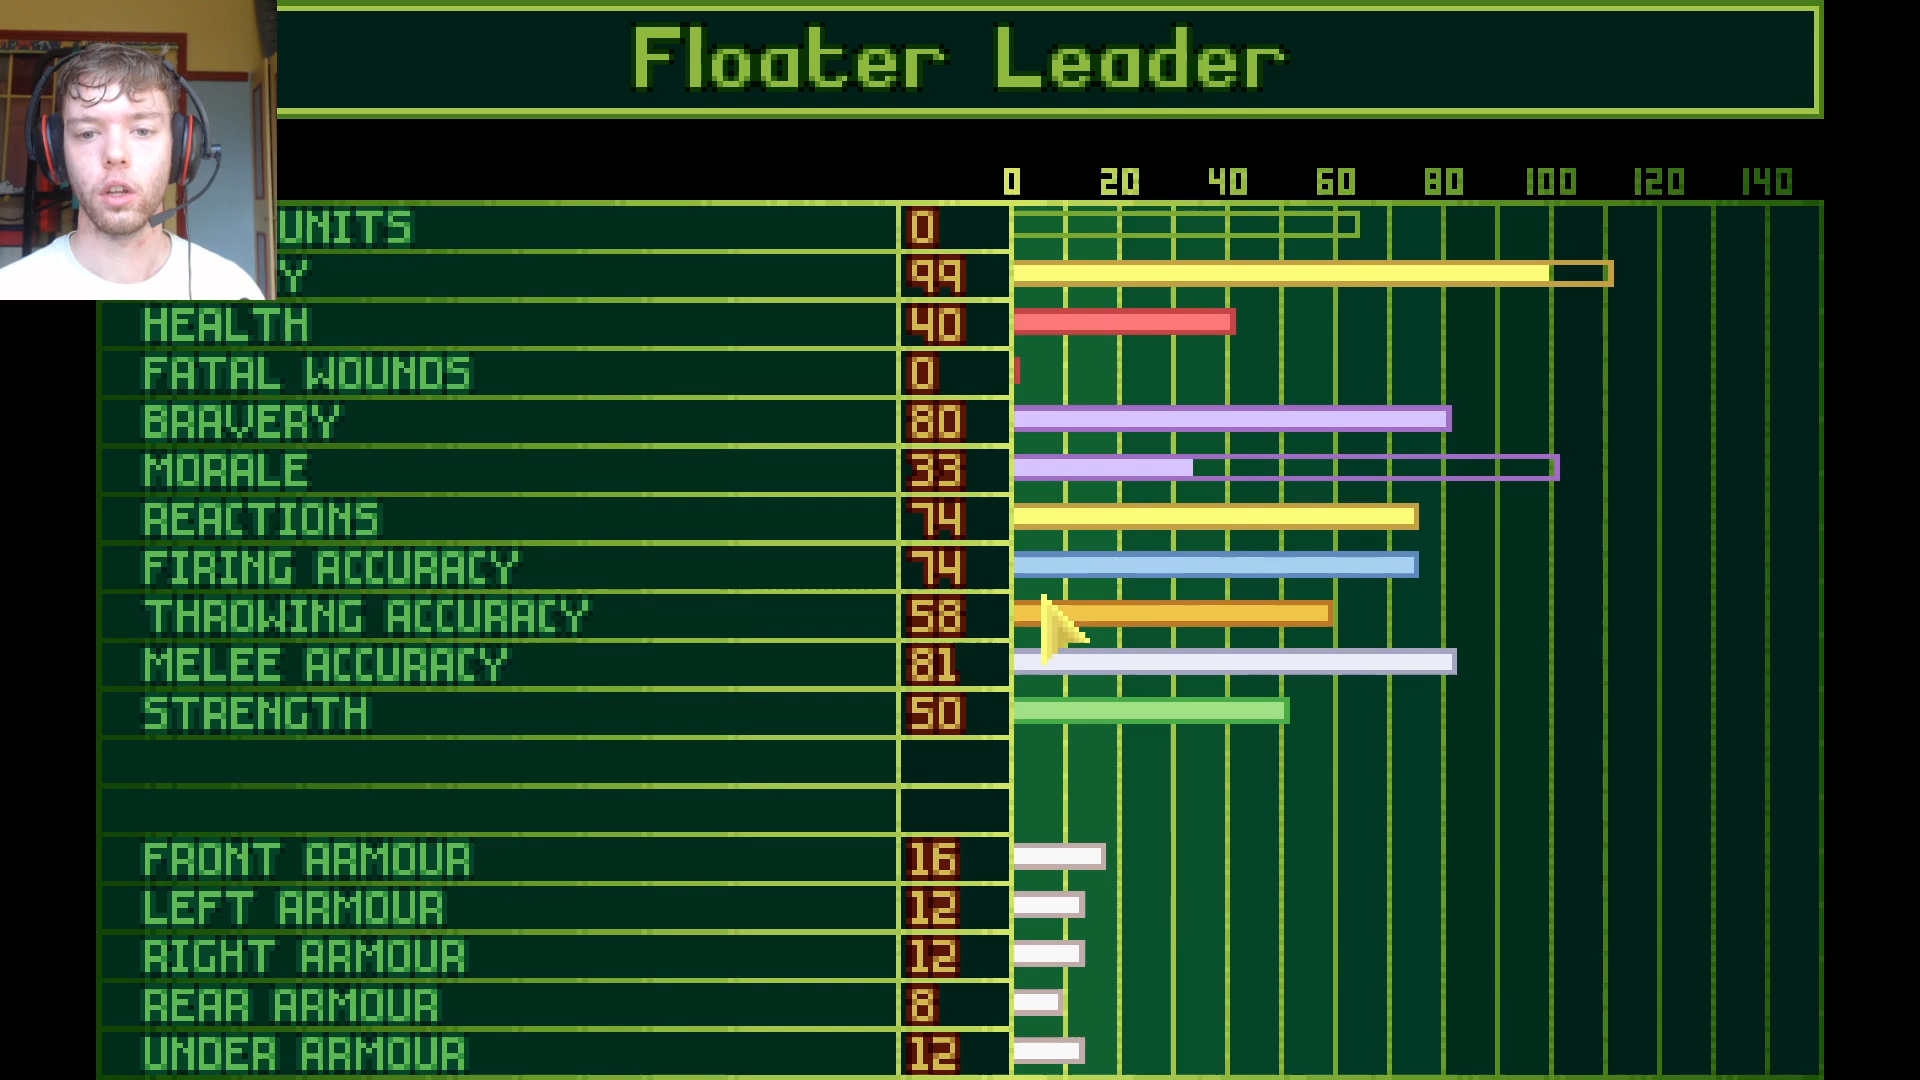 Floater Leader
0 20 40 60 80 100 120 140
UNITS 0
Y 99
HEALTH 40
FATAL WOUNDS 0
BRAVERY 80
MORALE 33
REACTIONS 74
FIRING ACCURACY 74
THROWING ACCURACY 58
MELEE ACCURACY 81
STRENGTH 50
FRONT ARMOUR 16
LEFT ARMOUR 12
RIGHT ARMOUR 12
REAR ARMOUR 8
UNDER ARMOUR 12